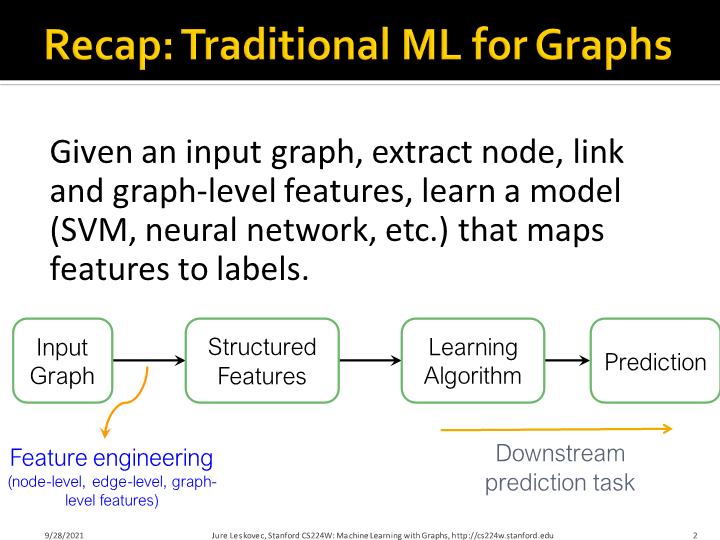 Recap: Traditional ML for Graphs
Given an input graph, extract node, link
and graph-level features, learn a model
(SVM, neural network, etc.) that maps
features to labels.
Input
Graph
Structured
Features
Learning
Algorithm
Prediction
Feature engineering
(node-level, edge-level, graph-
level features)
Downstream
prediction task
9/28/2021
Jure Leskovec, Stanford CS224W: Machine Learning with Graphs, http://cs224w.stanford.edu
2